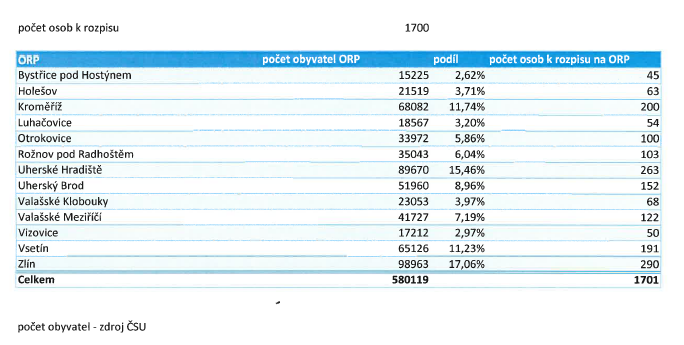 počet osob k rozpisu 1700
ORP počet obyvatel ORP podíl počet osob k rozpisu na ORP
Bystřice pod Hostýnem 15225 2,62% 45
Holešov 21519 3,71% 63
Kroměříž 68082 11,74% 200
Luhačovice 18567 3,20% 54
Otrokovice 33972 5,86% 100
Rožnov pod Radhoštěm 35043 6,04% 103
Uherské Hradiště 89670 15,46% 263
Uherský Brod 51960 8,96% 152
Valašské Klobouky 23053 3,97% 68
Valašské Meziříčí 41727 7,19% 122
Vizovice 17212 2,97% 50
Vsetín 65126 11,23% 191
Zlín 98963 17,06% 290
Celkem 580119 1701
počet obyvatel - zdroj ČSU